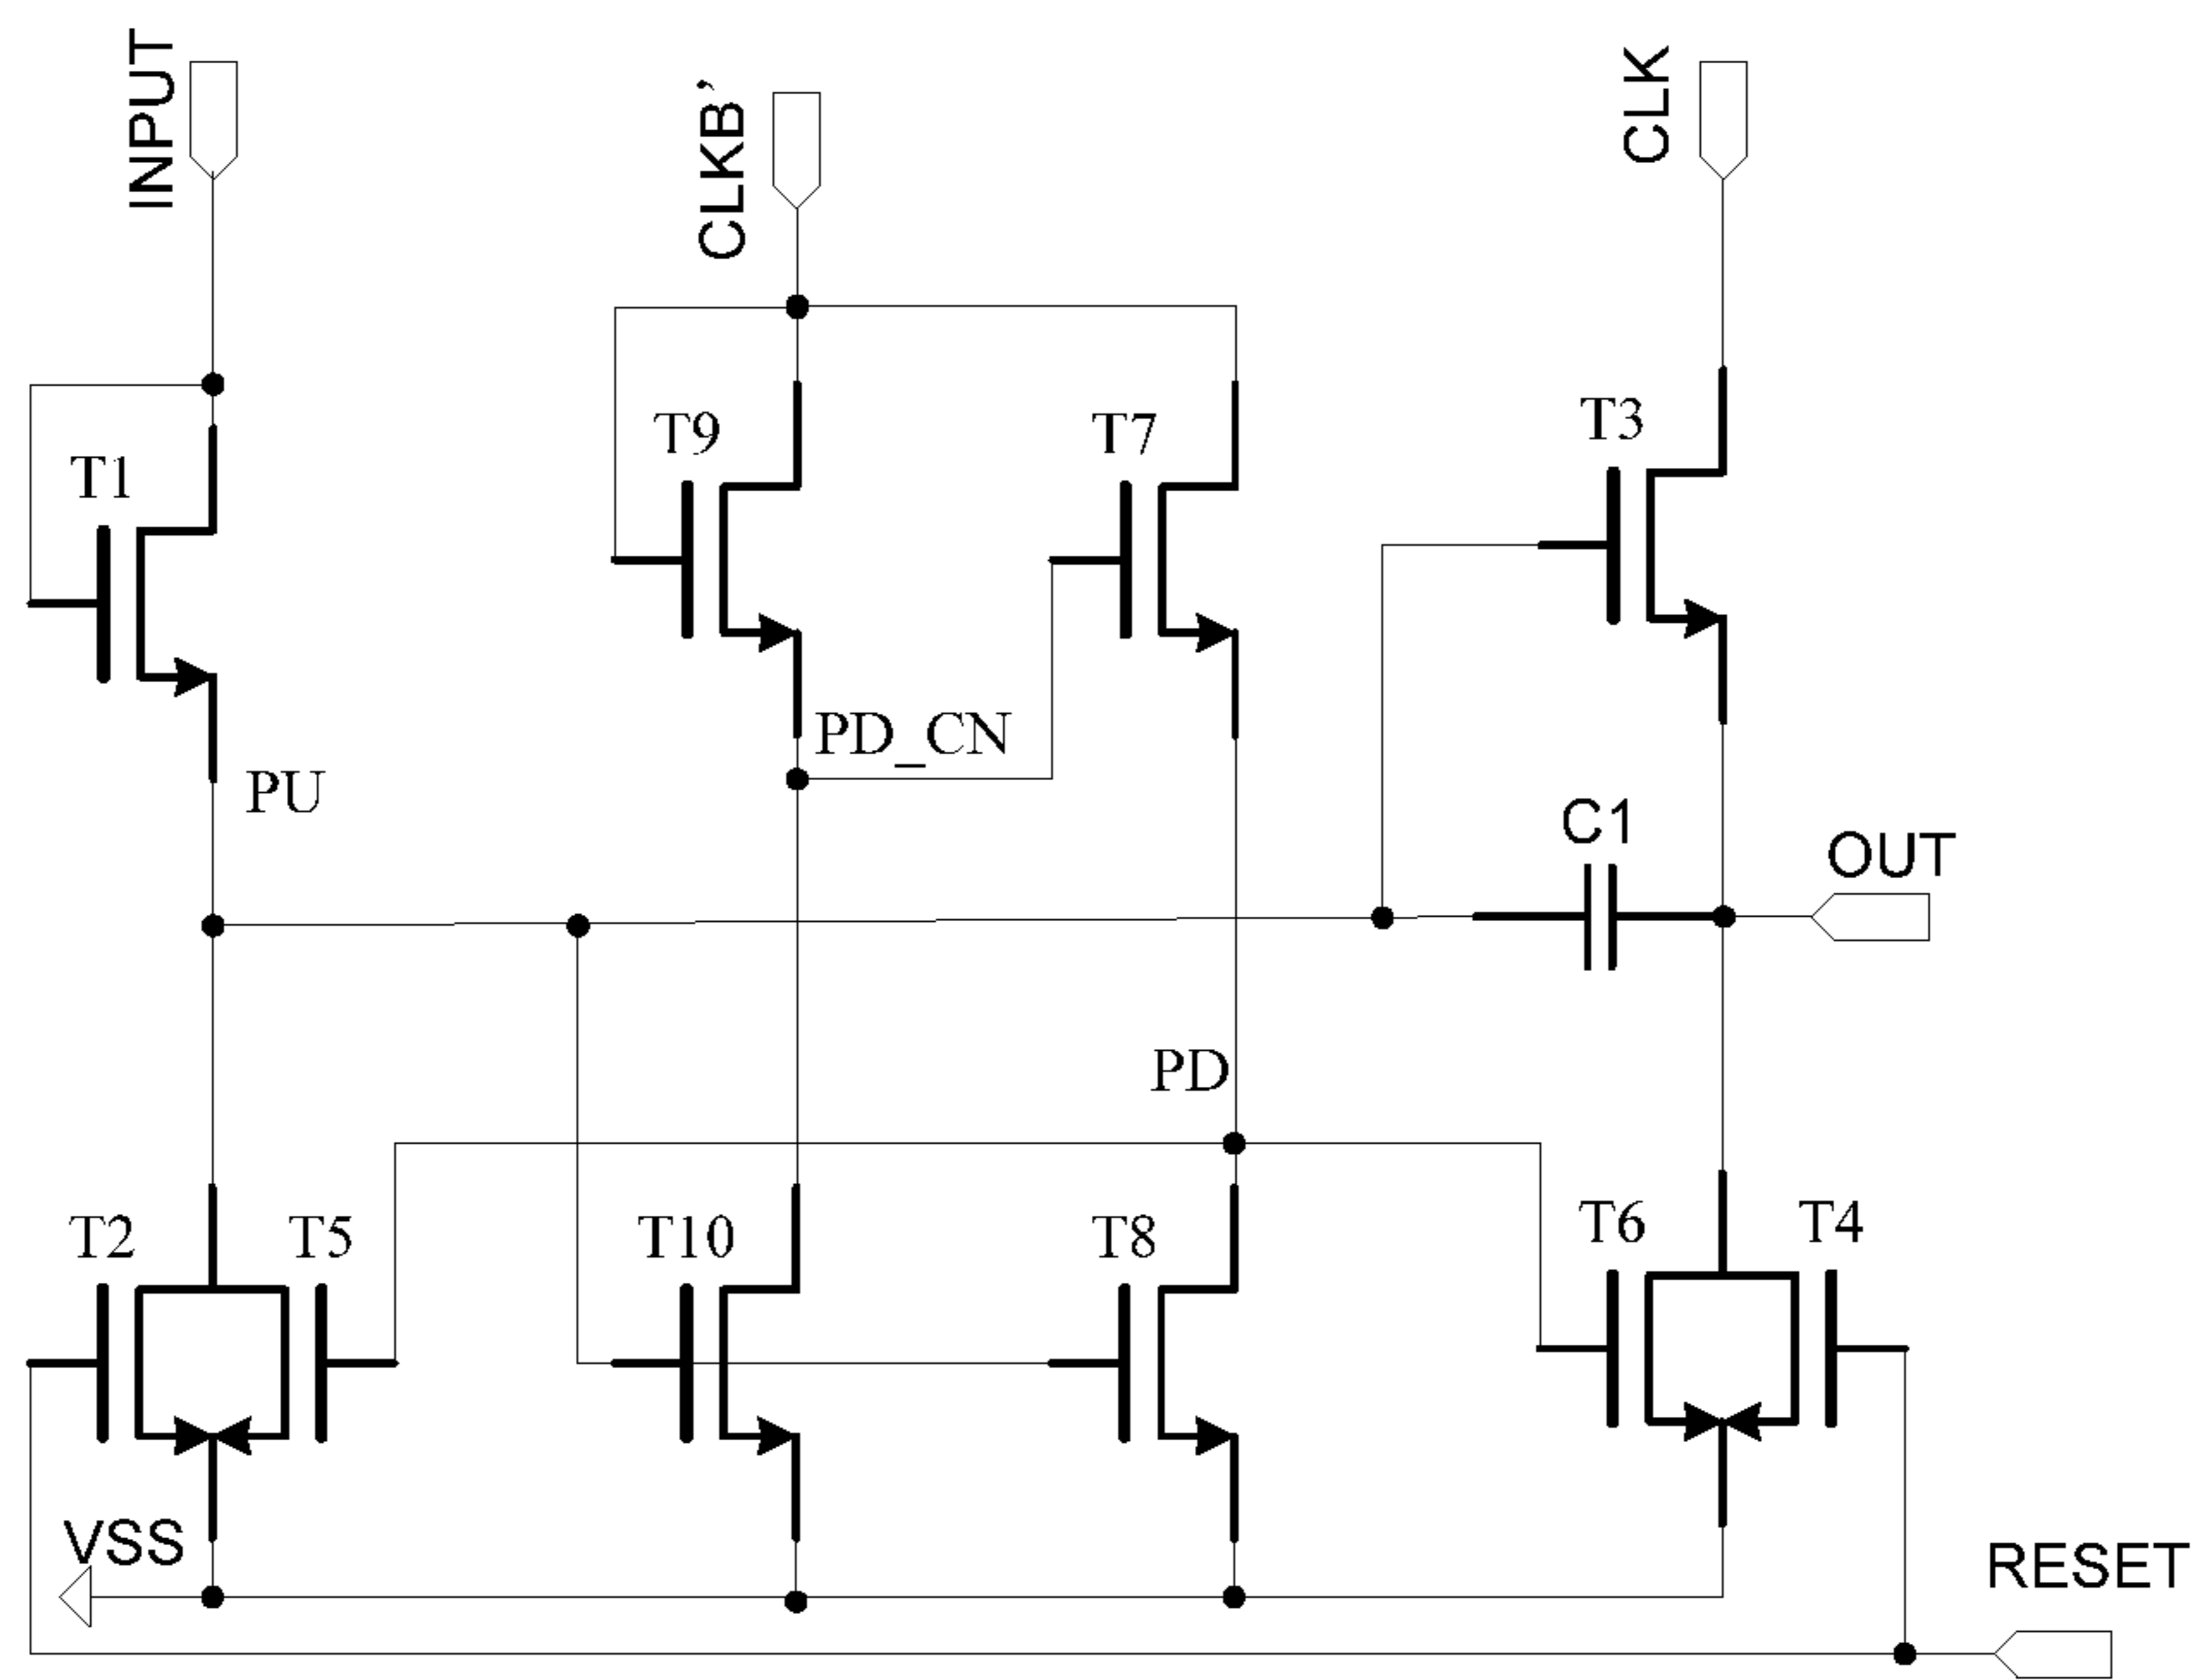 INPUT
CLKB’
CLK
T9
T7
T3
T1
PD_CN
PU
C1
OUT
PD
T2
T5
T10
T8
T6
T4
VSS
RESET